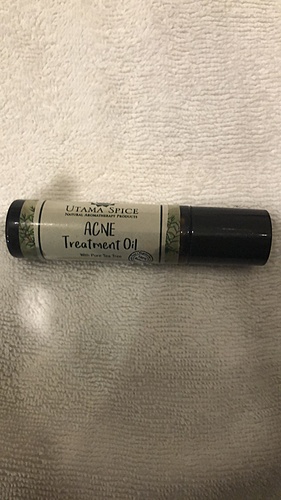 UTAMA SPICE
NATURAL AROMATHERAPY PRODUCTS
ACNE
Treatment Oil
With Pure Tea Tree